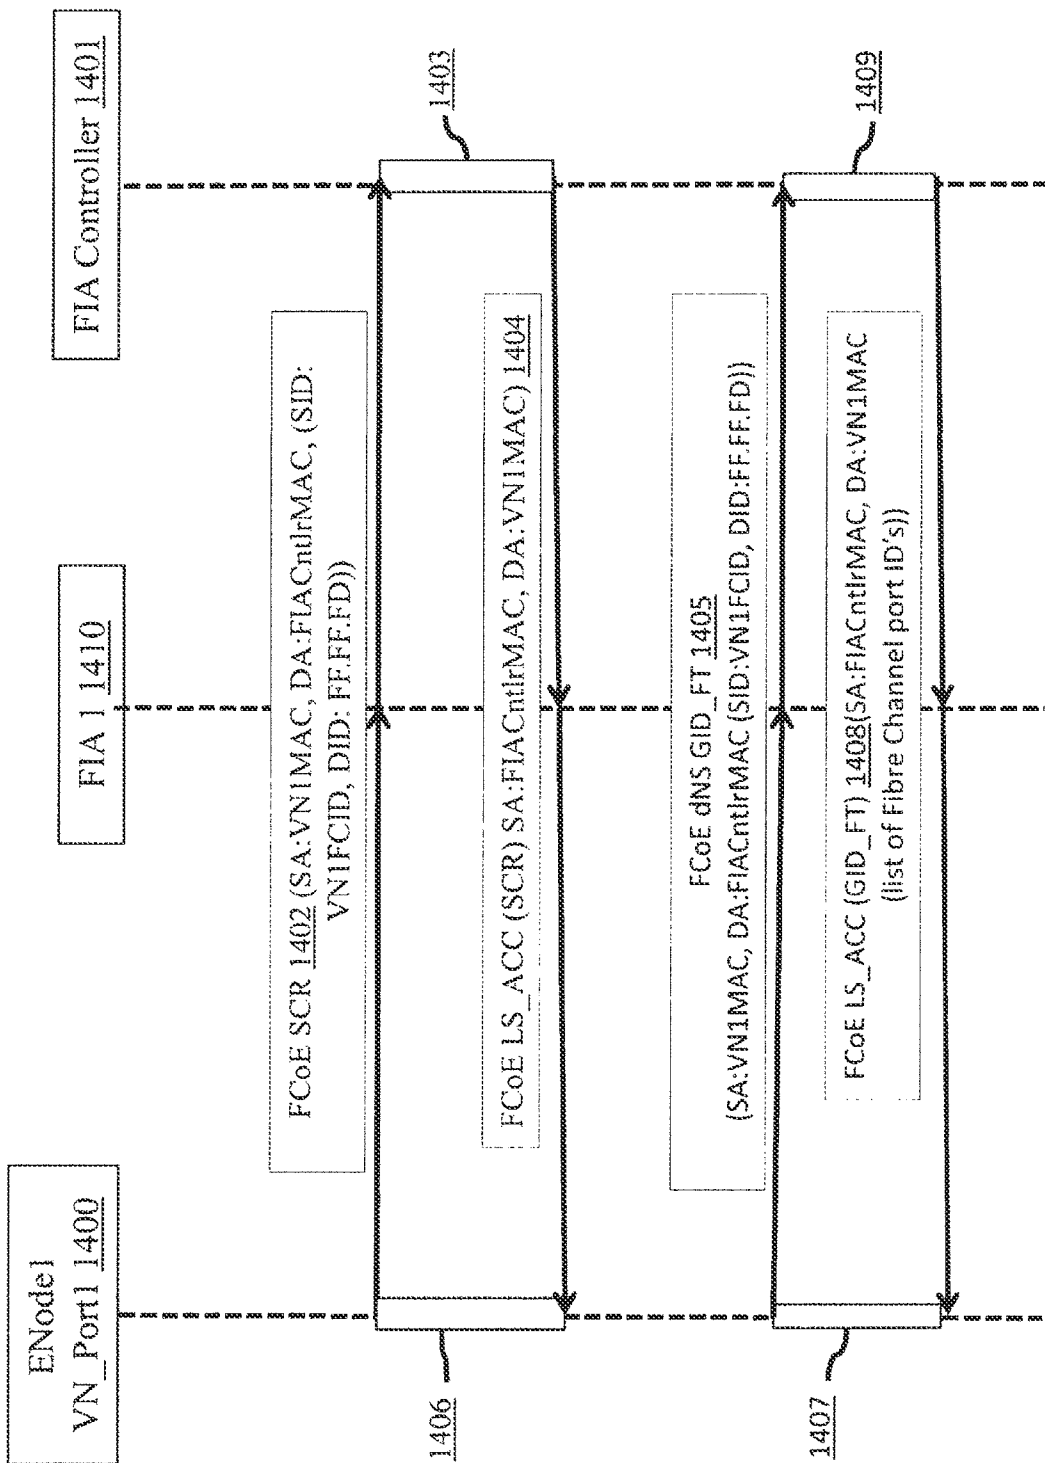 ENode1
VN_Port1 1400
FIA 1 1410
FIA Controller 1401
FCoE SCR 1402 (SA:VN1MAC, DA:FIACntlrMAC, (SID:
VN1FCID, DID: FF.FF.FD))
1406
1403
FCoE LS_ACC (SCR) SA:FIACntlrMAC, DA:VN1MAC) 1404
FCoE dNS GID_FT 1405
(SA:VN1MAC, DA:FIACntlrMAC (SID:VN1FCID, DID:FF.FF.FD))
1407
1409
FCoE LS_ACC (GID_FT) 1408(SA:FIACntlrMAC, DA:VN1MAC
(list of Fibre Channel port ID's))